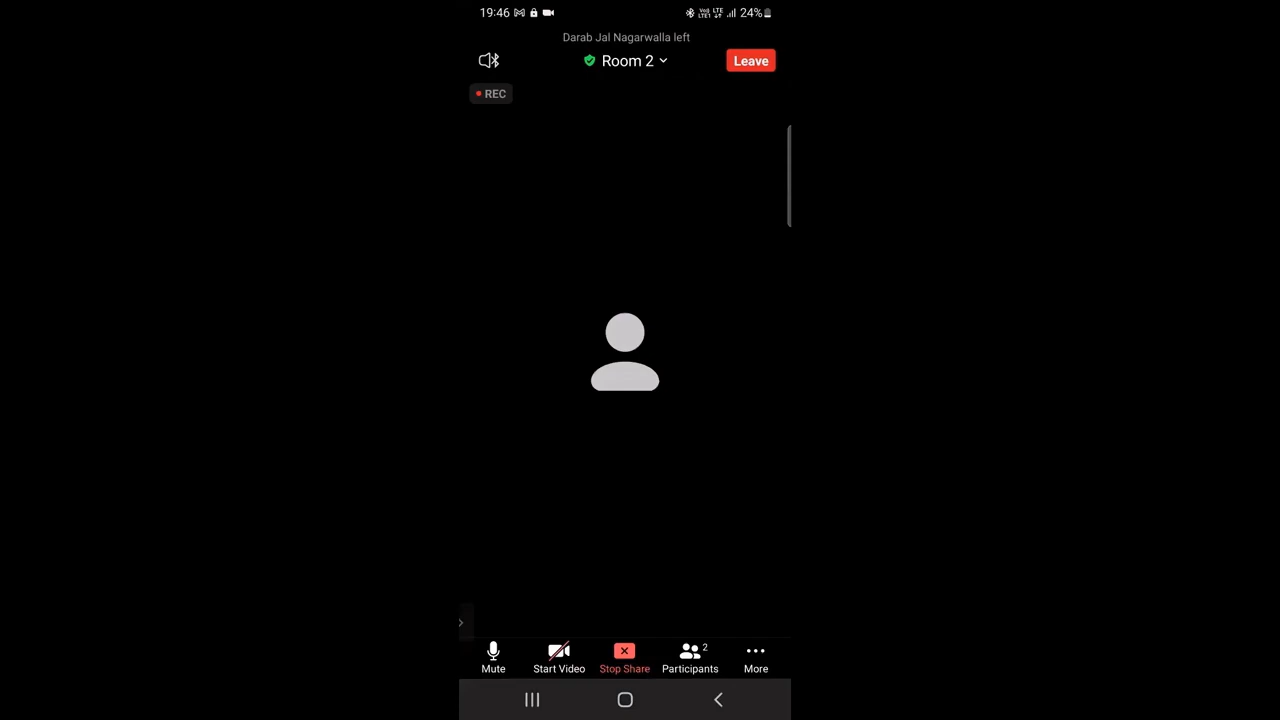 19:46
24%
Darab Jal Nagarwalla left
Room 2
Leave
REC
Mute
Start Video
Stop Share
Participants
2
More